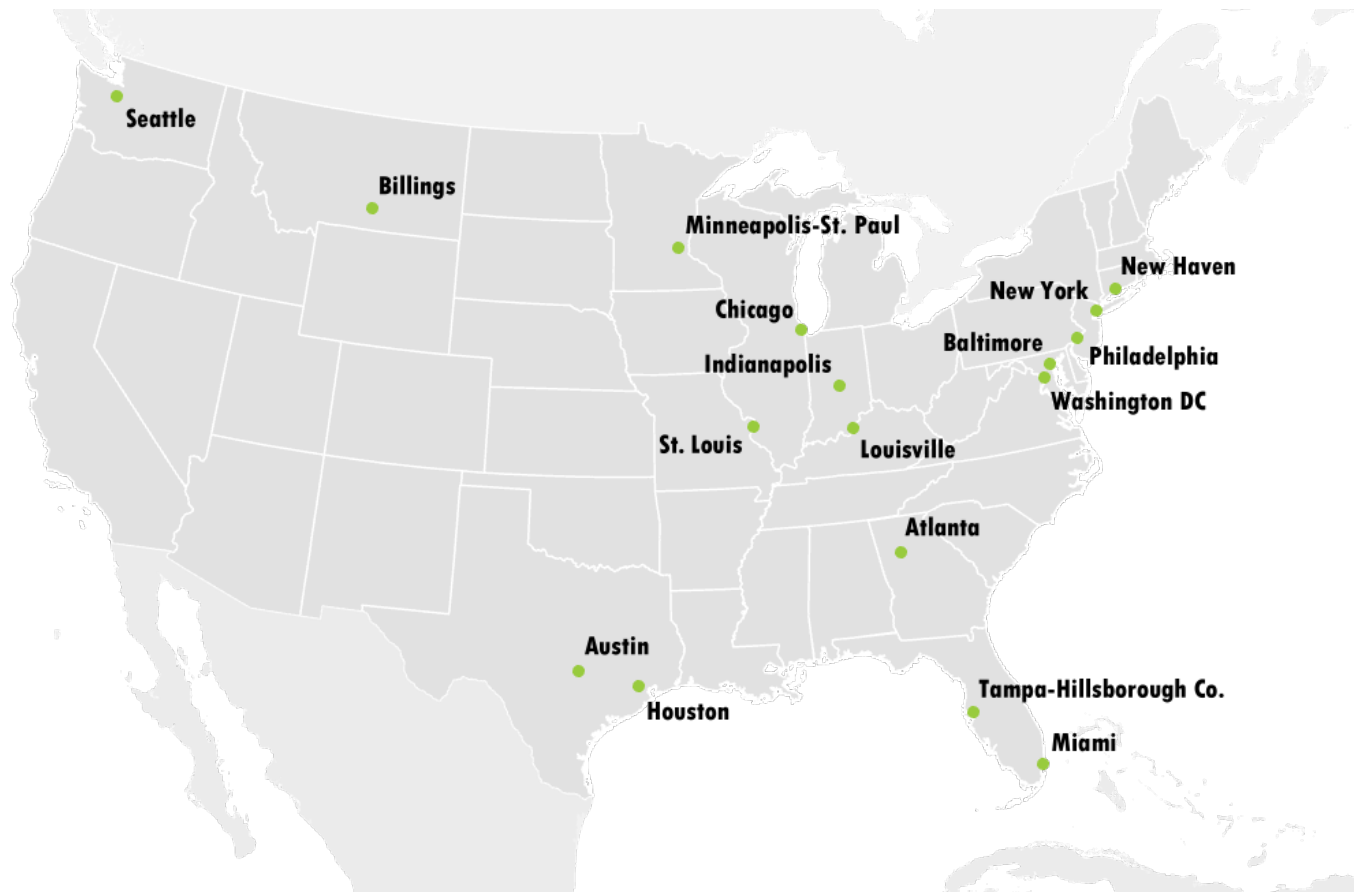 Seattle
Billings
Minneapolis-St. Paul
New Haven
New York
Chicago
Baltimore
Philadelphia
Indianapolis
Washington DC
St. Louis
Louisville
Atlanta
Austin
Tampa-Hillsborough Co.
Houston
Miami